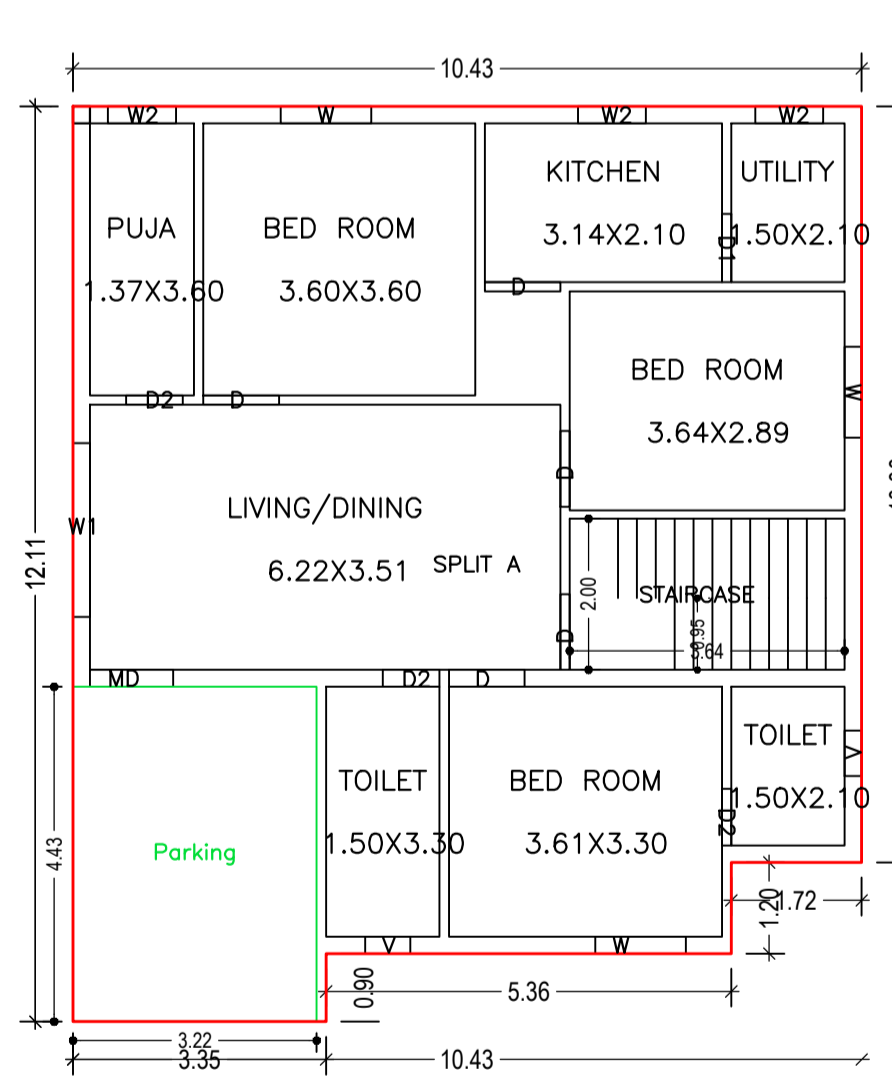 10.43
W2
W
W2
W2
KITCHEN
UTILITY
3.14X2.10
1.50X2.10
D1
PUJA
BED ROOM
1.37X3.60
3.60X3.60
D
BED ROOM
3.64X2.89
W
D2
D
D
LIVING/DINING
6.22X3.51
SPLIT A
W1
12.11
2.00
STAIRCASE
0.95
3.64
D
MD
D2
D
TOILET
1.50X2.10
V
TOILET
BED ROOM
1.50X3.30
3.61X3.30
D2
Parking
4.43
V
W
1.20
1.72
0.90
5.36
3.22
3.35
10.43